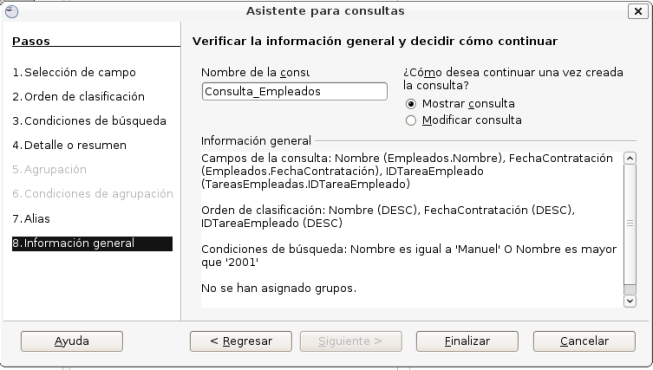 Asistente para consultas
Pasos
1.Selección de campo
2.Orden de clasificación
3.Condiciones de búsqueda
4.Detalle o resumen
5.Agrupación
6.Condiciones de agrupación
7.Alias
8.Información general
Verificar la información general y decidir cómo continuar
Nombre de la consu
Consulta_Empleados
¿Cómo desea continuar una vez creada
la consulta?
Mostrar consulta
Modificar consulta
Información general
Campos de la consulta: Nombre (Empleados.Nombre), FechaContratación
(Empleados.FechaContratación), IDTareaEmpleado
(TareasEmpleadas.IDTareaEmpleado)
Orden de clasificación: Nombre (DESC), FechaContratación (DESC),
IDTareaEmpleado (DESC)
Condiciones de búsqueda: Nombre es igual a 'Manuel' O Nombre es mayor
que '2001'
No se han asignado grupos.
Ayuda
< Regresar
Siguiente >
Finalizar
Cancelar